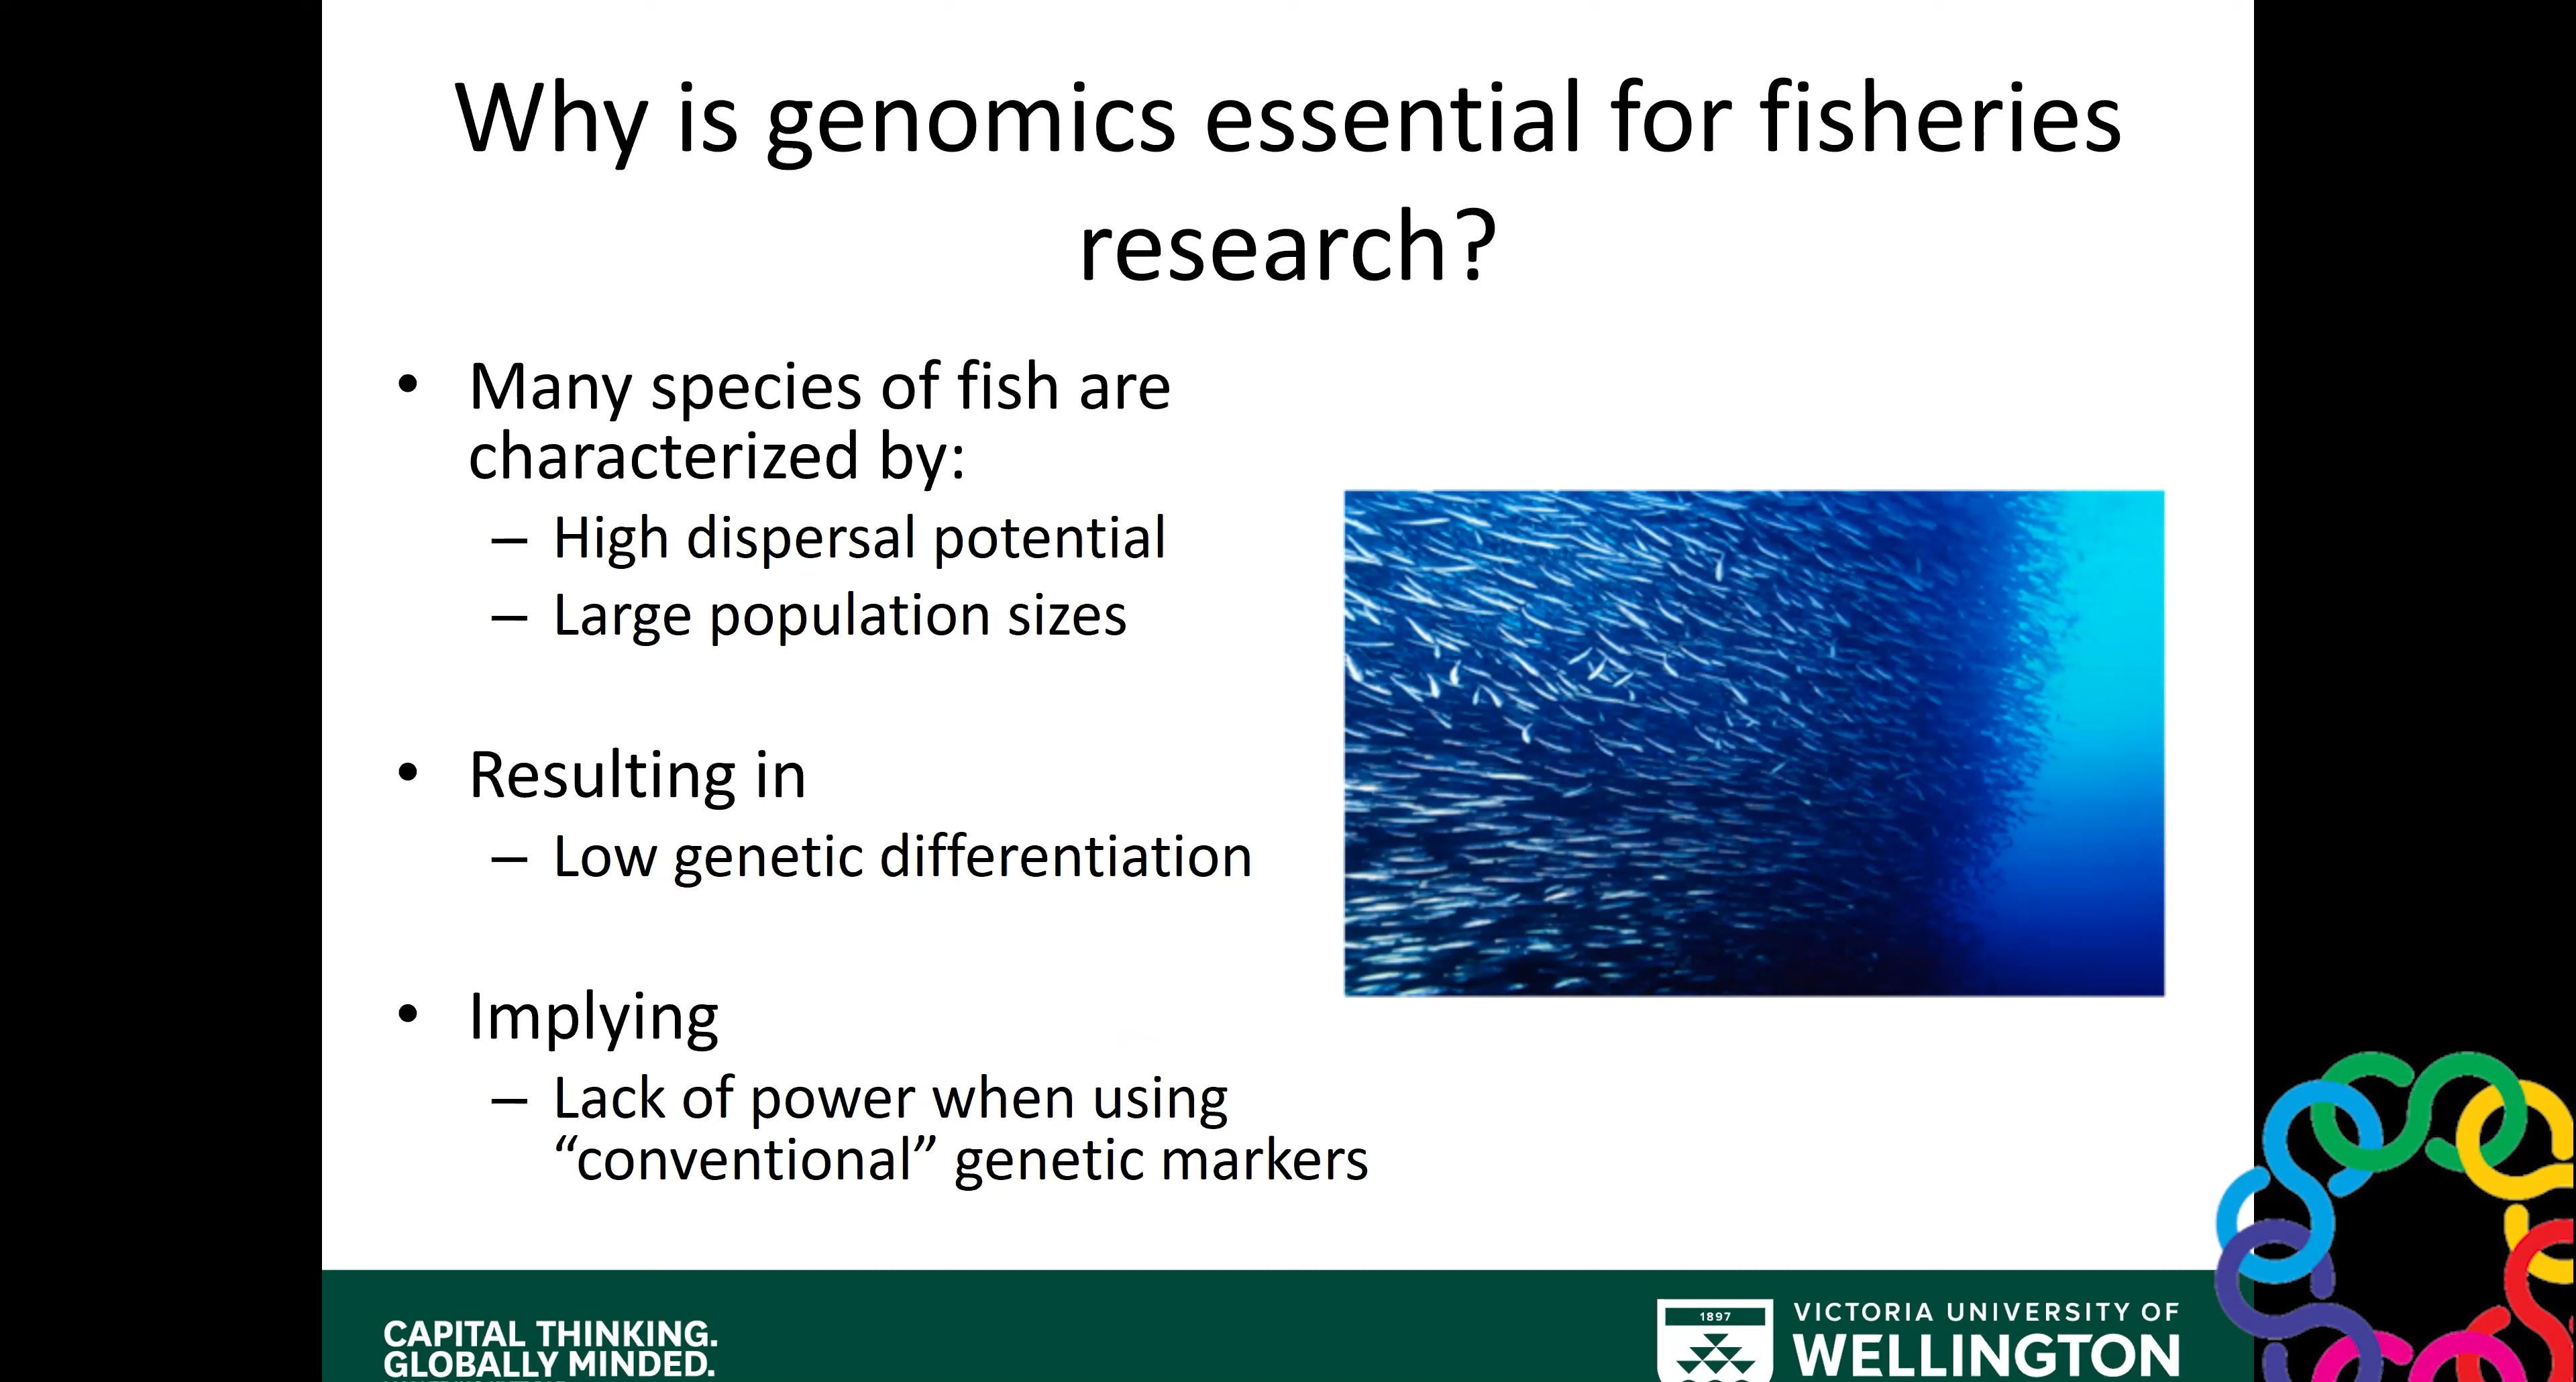 Why is genomics essential for fisheries
research?
• Many species of fish are
characterized by:
– High dispersal potential
– Large population sizes
• Resulting in
– Low genetic differentiation
• Implying
– Lack of power when using
“conventional” genetic markers
CAPITAL THINKING.
GLOBALLY MINDED.
1897
VICTORIA UNIVERSITY OF
WELLINGTON